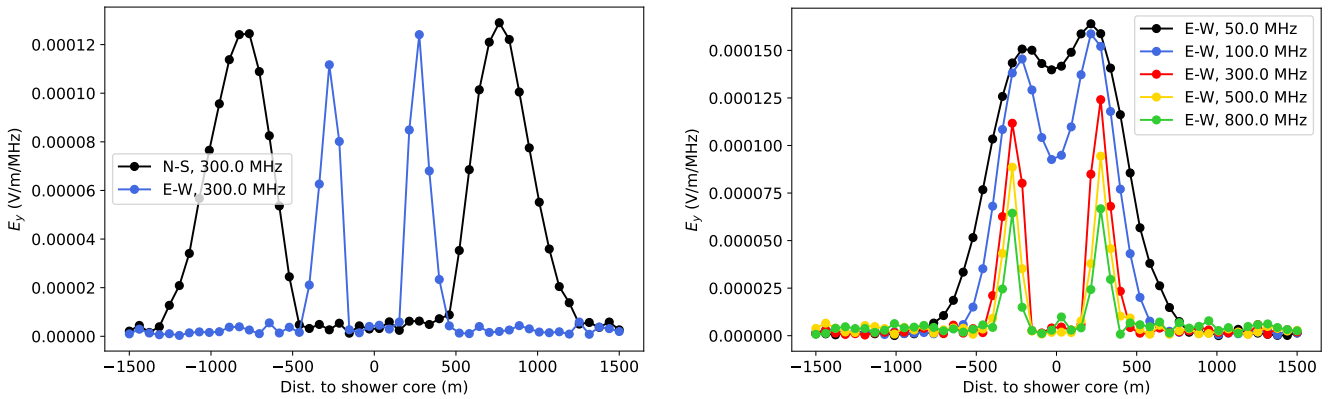 0.00012
0.00010
0.00008
0.00006
0.00004
0.00002
0.00000
E_y (V/m/MHz)
N-S, 300.0 MHz
E-W, 300.0 MHz
−1500 −1000 −500 0 500 1000 1500
Dist. to shower core (m)
0.000150
0.000125
0.000100
0.000075
0.000050
0.000025
0.000000
E_y (V/m/MHz)
E-W, 50.0 MHz
E-W, 100.0 MHz
E-W, 300.0 MHz
E-W, 500.0 MHz
E-W, 800.0 MHz
−1500 −1000 −500 0 500 1000 1500
Dist. to shower core (m)